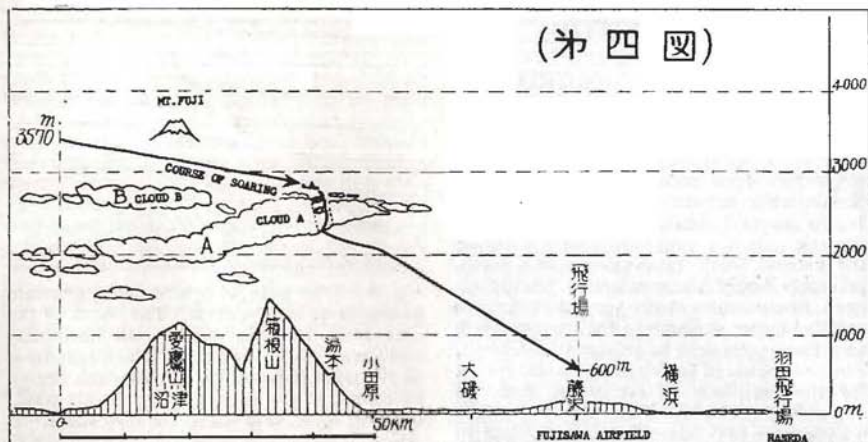 (第四図)
4000
MT.FUJI
m
3570
3000
COURSE OF SOARING
B CLOUD B
CLOUD A
A
2000
飛行場
1000
愛鷹山
沼津
箱根山
湯本
小田原
大磯
600m
藤沢
横浜
羽田飛行場
0m
0
50Km
FUJISAWA AIRFIELD
HANEDA